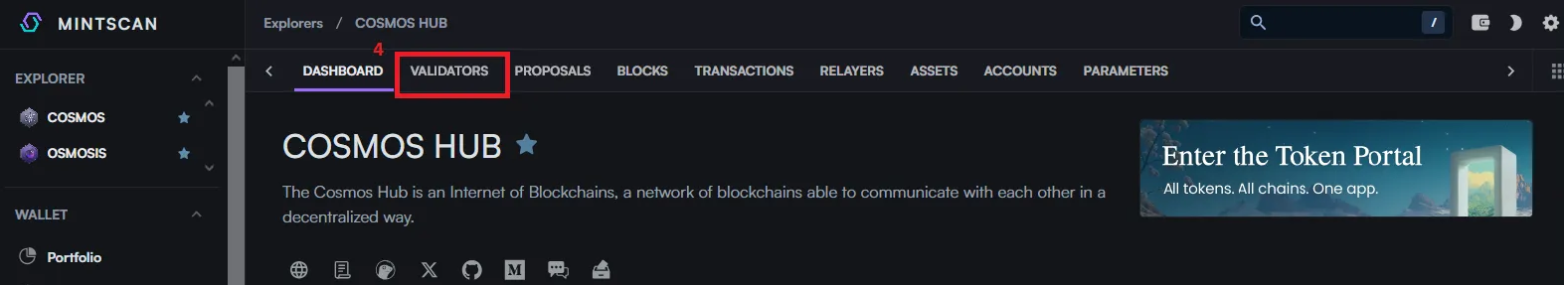 MINTSCAN
Explorers / COSMOS HUB
/
4
EXPLORER
DASHBOARD VALIDATORS PROPOSALS BLOCKS TRANSACTIONS RELAYERS ASSETS ACCOUNTS PARAMETERS
COSMOS
OSMOSIS
WALLET
Portfolio
COSMOS HUB
The Cosmos Hub is an Internet of Blockchains, a network of blockchains able to communicate with each other in a
decentralized way.
Enter the Token Portal
All tokens. All chains. One app.